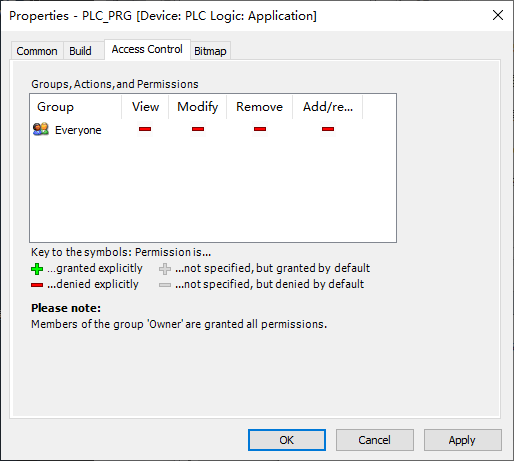 Properties - PLC_PRG [Device: PLC Logic: Application]
Common Build Access Control Bitmap
Groups, Actions, and Permissions
Group View Modify Remove Add/re...
Everyone
Key to the symbols: Permission is...
...granted explicitly ...not specified, but granted by default
...denied explicitly ...not specified, but denied by default
Please note:
Members of the group 'Owner' are granted all permissions.
OK Cancel Apply